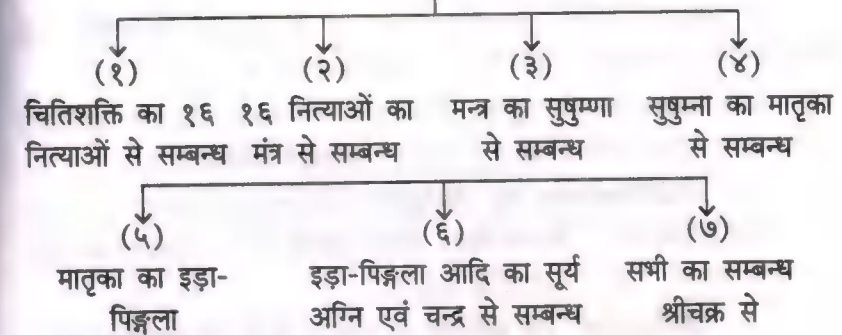 (१) (२) (३) (४)
चितिशक्ति का १६ १६ नित्याओं का मन्त्र का सुषुम्णा सुषुम्ना का मातृका
नित्याओं से सम्बन्ध मंत्र से सम्बन्ध से सम्बन्ध से सम्बन्ध
(५) (६) (७)
मातृका का इड़ा- इड़ा-पिङ्गला आदि का सूर्य सभी का सम्बन्ध
पिङ्गला अग्नि एवं चन्द्र से सम्बन्ध श्रीचक्र से